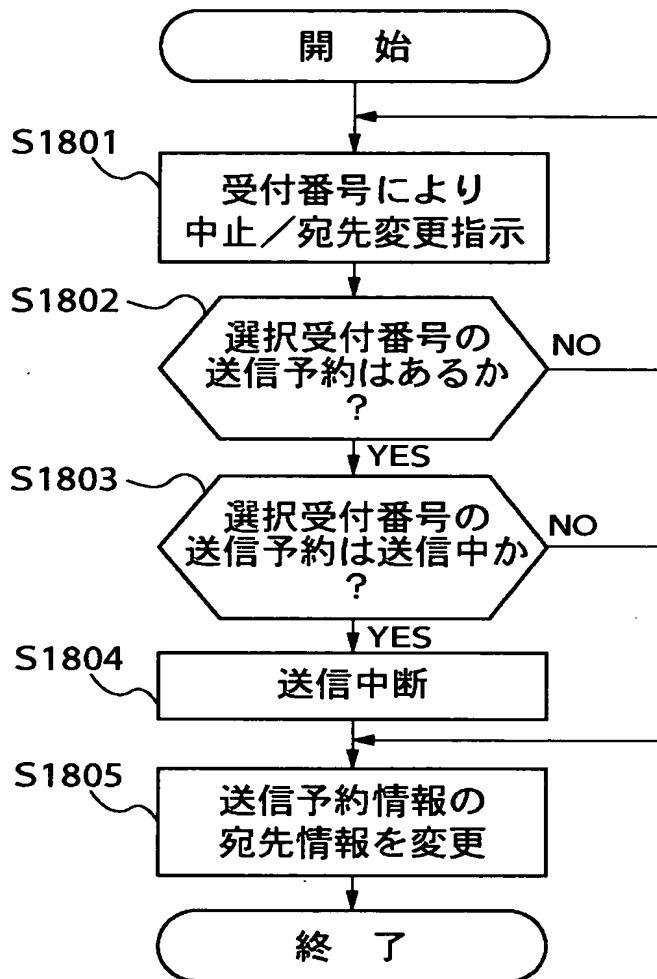 開 始
S1801
受付番号により
中止／宛先変更指示
S1802
選択受付番号の
送信予約はあるか
?
NO
YES
S1803
選択受付番号の
送信予約は送信中か
?
NO
YES
S1804
送信中断
S1805
送信予約情報の
宛先情報を変更
終 了